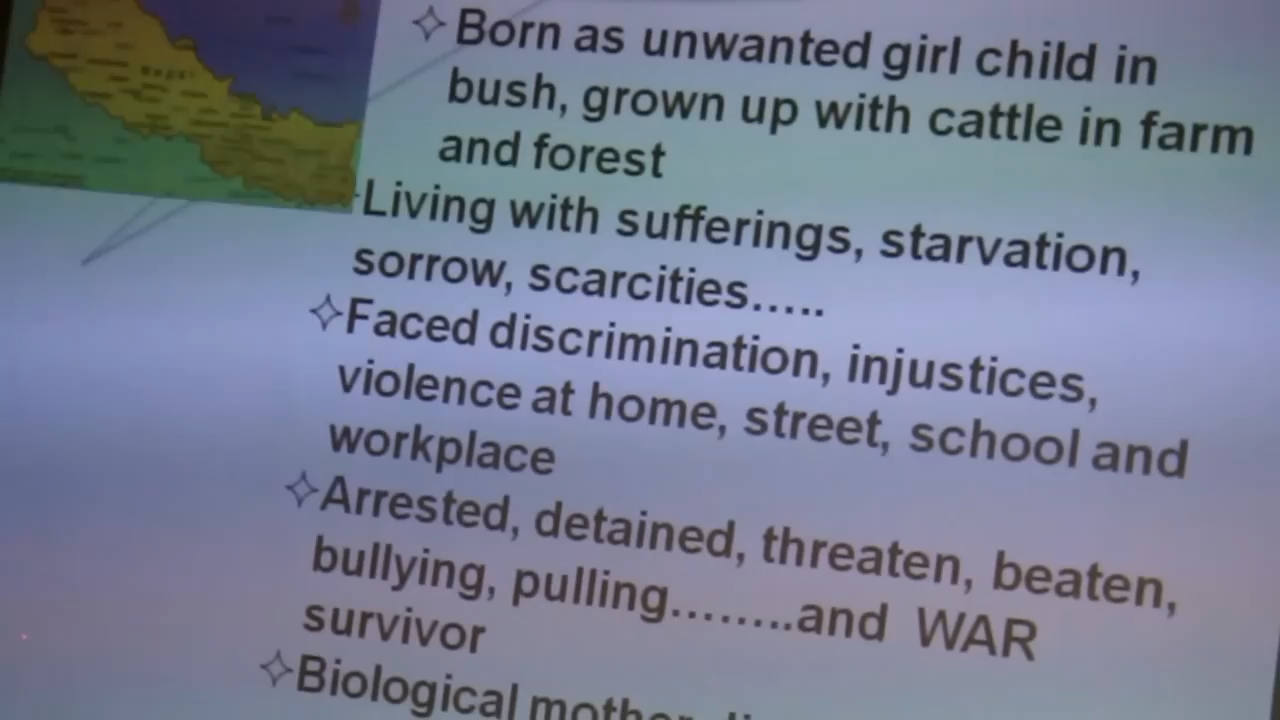 Born as unwanted girl child in
bush, grown up with cattle in farm
and forest
Living with sufferings, starvation,
sorrow, scarcities.....
Faced discrimination, injustices,
violence at home, street, school and
workplace
Arrested, detained, threaten, beaten,
bullying, pulling........and WAR
survivor
Biological mother